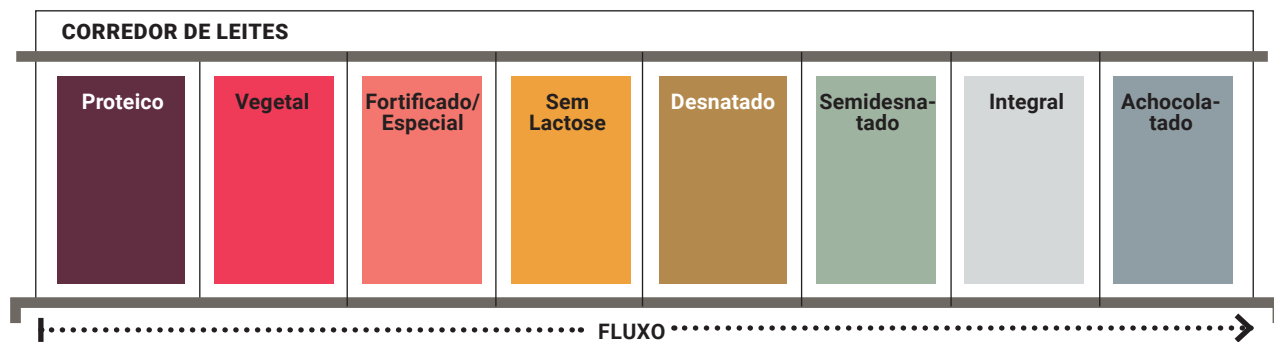 CORREDOR DE LEITES
Proteico
Vegetal
Fortificado/
Especial
Sem
Lactose
Desnatado
Semidesna-
tado
Integral
Achocola-
tado
FLUXO